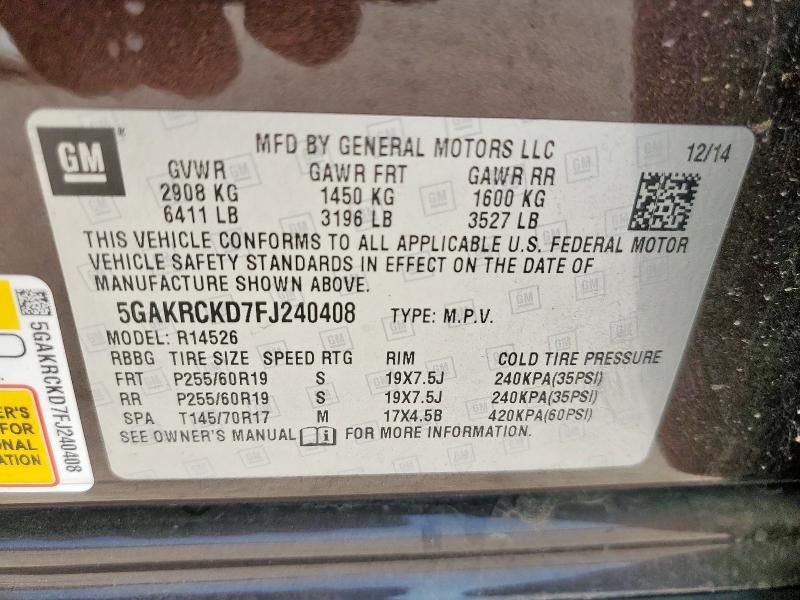 GM
MFD BY GENERAL MOTORS LLC
12/14
GVWR GAWR FRT GAWR RR
2908 KG 1450 KG 1600 KG
6411 LB 3196 LB 3527 LB
THIS VEHICLE CONFORMS TO ALL APPLICABLE U.S. FEDERAL MOTOR
VEHICLE SAFETY STANDARDS IN EFFECT ON THE DATE OF
MANUFACTURE SHOWN ABOVE.
5GAKRCKD7FJ240408 TYPE: M.P.V.
MODEL: R14526
RBBG TIRE SIZE SPEED RTG RIM COLD TIRE PRESSURE
FRT P255/60R19 S 19X7.5J 240KPA(35PSI)
RR P255/60R19 S 19X7.5J 240KPA(35PSI)
SPA T145/70R17 M 17X4.5B 420KPA(60PSI)
SEE OWNER'S MANUAL i FOR MORE INFORMATION.
5GAKRCKD7FJ240408
ER'S
FOR
NAL
ATION